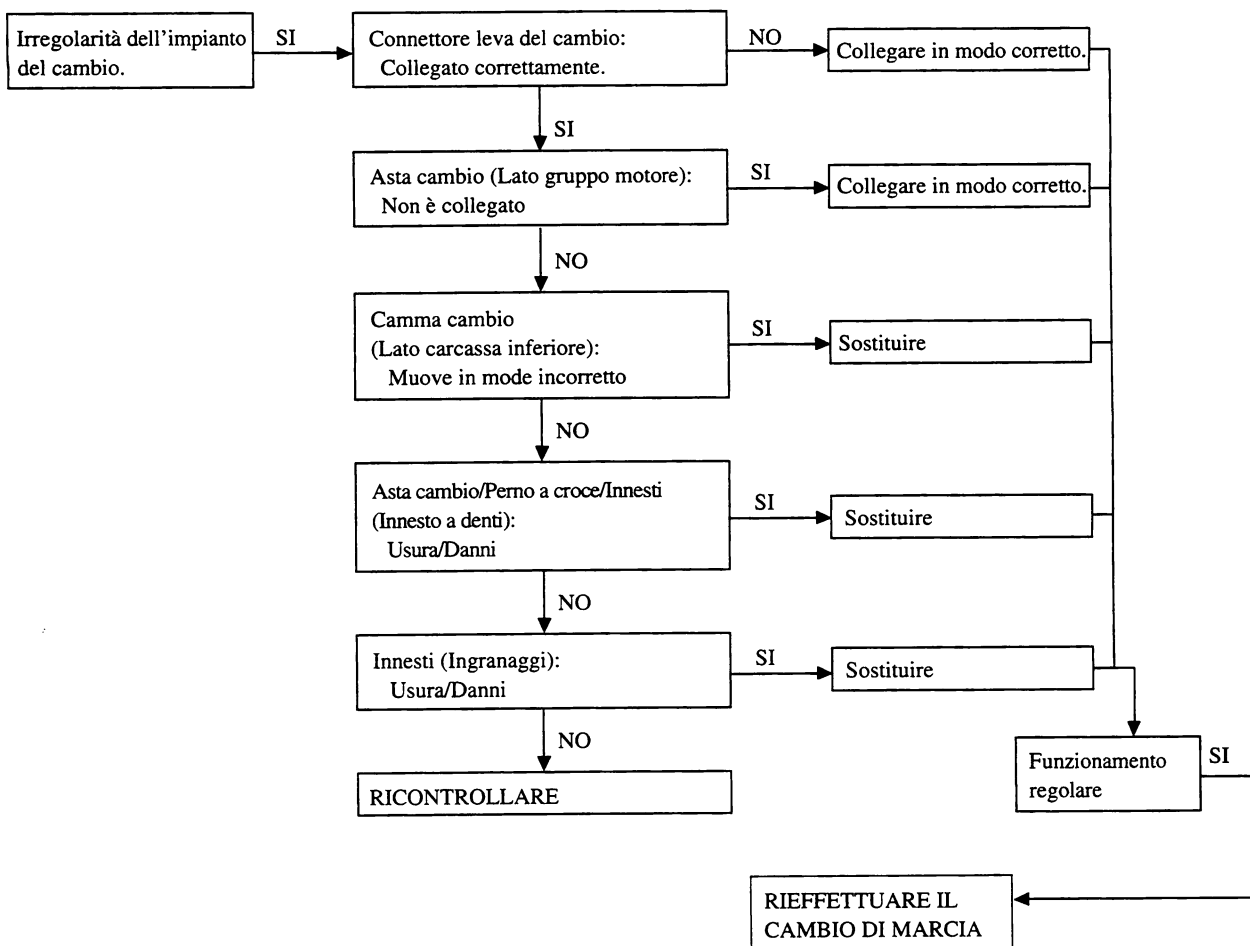 Irregolarità dell'impianto
del cambio.
SI
Connettore leva del cambio:
Collegato correttamente.
NO
Collegare in modo corretto.
SI
Asta cambio (Lato gruppo motore):
Non è collegato
SI
Collegare in modo corretto.
NO
Camma cambio
(Lato carcassa inferiore):
Muove in mode incorretto
SI
Sostituire
NO
Asta cambio/Perno a croce/Innesti
(Innesto a denti):
Usura/Danni
SI
Sostituire
NO
Innesti (Ingranaggi):
Usura/Danni
SI
Sostituire
NO
RICONTROLLARE
Funzionamento
regolare
SI
RIEFFETTUARE IL
CAMBIO DI MARCIA